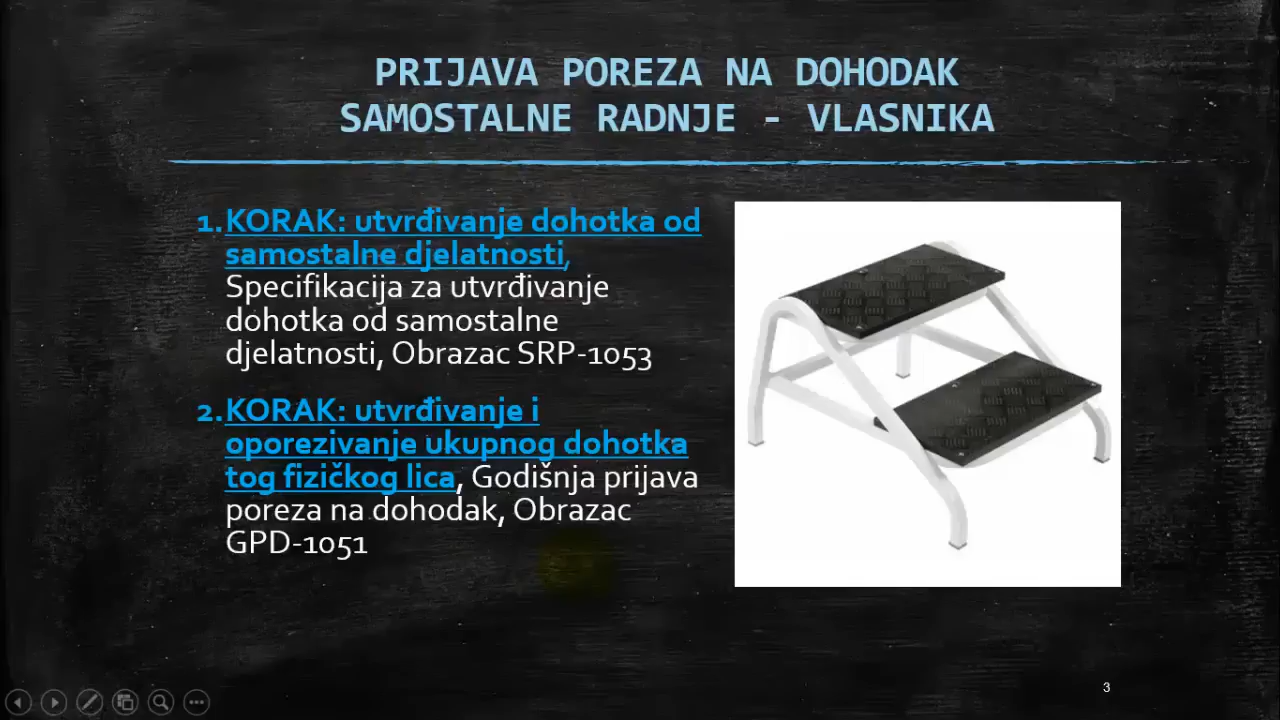 PRIJAVA POREZA NA DOHODAK
SAMOSTALNE RADNJE - VLASNIKA
1. KORAK: utvrđivanje dohotka od
samostalne djelatnosti,
Specifikacija za utvrđivanje
dohotka od samostalne
djelatnosti, Obrazac SRP-1053
2. KORAK: utvrđivanje i
oporezivanje ukupnog dohotka
tog fizičkog lica, Godišnja prijava
poreza na dohodak, Obrazac
GPD-1051
3